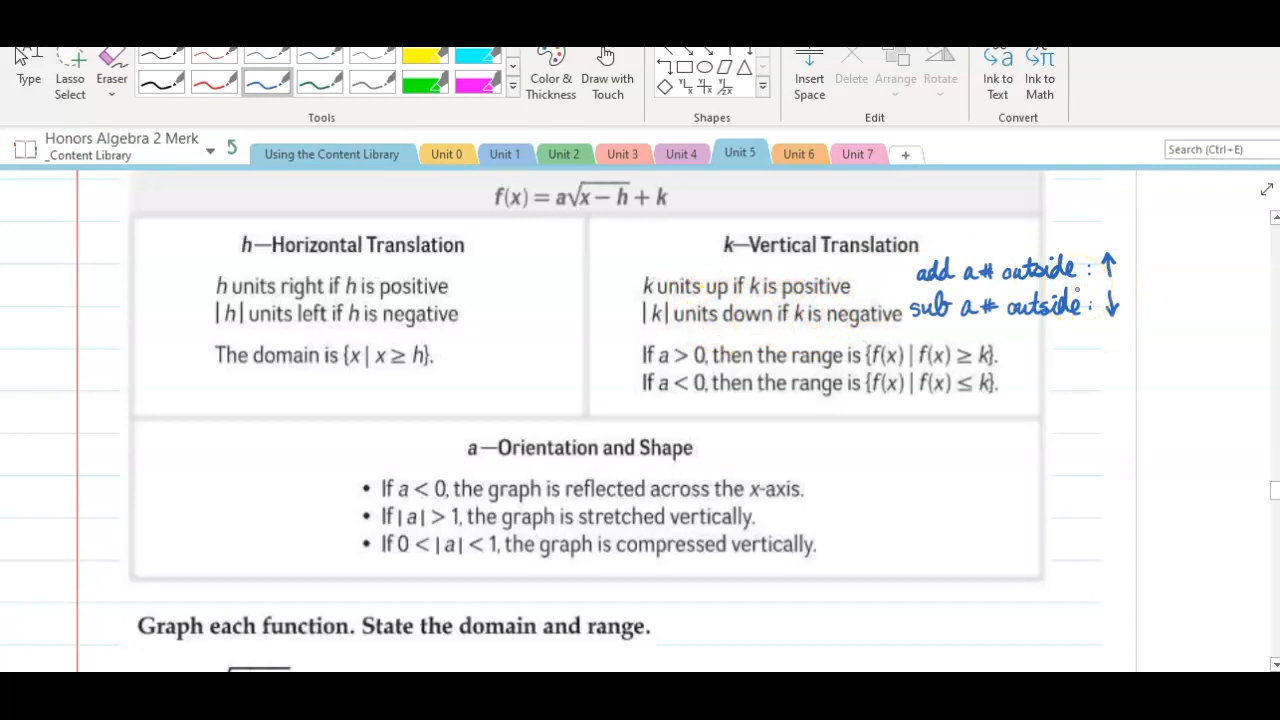 Type
Lasso
Select
Eraser
Color &
Thickness
Draw with
Touch
Insert
Space
Delete
Arrange
Rotate
Ink to
Text
Ink to
Math
Tools
Shapes
Edit
Convert
Honors Algebra 2 Merk
_Content Library
Using the Content Library
Unit 0
Unit 1
Unit 2
Unit 3
Unit 4
Unit 5
Unit 6
Unit 7
+
Search (Ctrl+E)
f(x) = a√(x − h) + k
h—Horizontal Translation
h units right if h is positive
|h| units left if h is negative
The domain is {x | x ≥ h}.
k—Vertical Translation
k units up if k is positive
|k| units down if k is negative
add a # outside : ↑
sub a # outside : ↓
If a > 0, then the range is {f(x) | f(x) ≥ k}.
If a < 0, then the range is {f(x) | f(x) ≤ k}.
a—Orientation and Shape
• If a < 0, the graph is reflected across the x-axis.
• If |a| > 1, the graph is stretched vertically.
• If 0 < |a| < 1, the graph is compressed vertically.
Graph each function. State the domain and range.